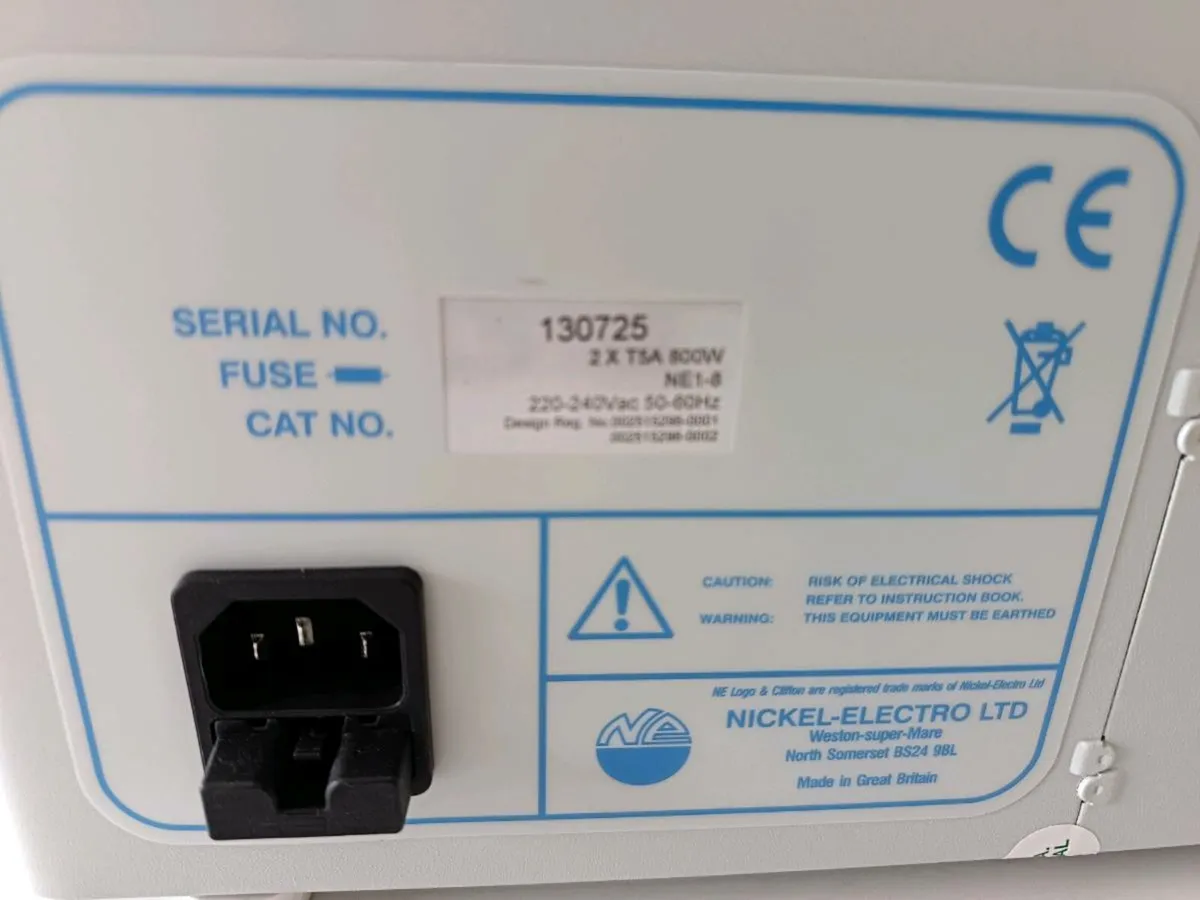 CE
SERIAL NO.
FUSE
CAT NO.
130725
2 X T5A 800W
NE1-8
220-240Vac 50-60Hz
Design Reg. No.
CAUTION: RISK OF ELECTRICAL SHOCK
REFER TO INSTRUCTION BOOK.
WARNING: THIS EQUIPMENT MUST BE EARTHED
NE Logo & Clifton are registered trade marks of Nickel-Electro Ltd
NE
NICKEL-ELECTRO LTD
Weston-super-Mare
North Somerset BS24 9BL
Made in Great Britain